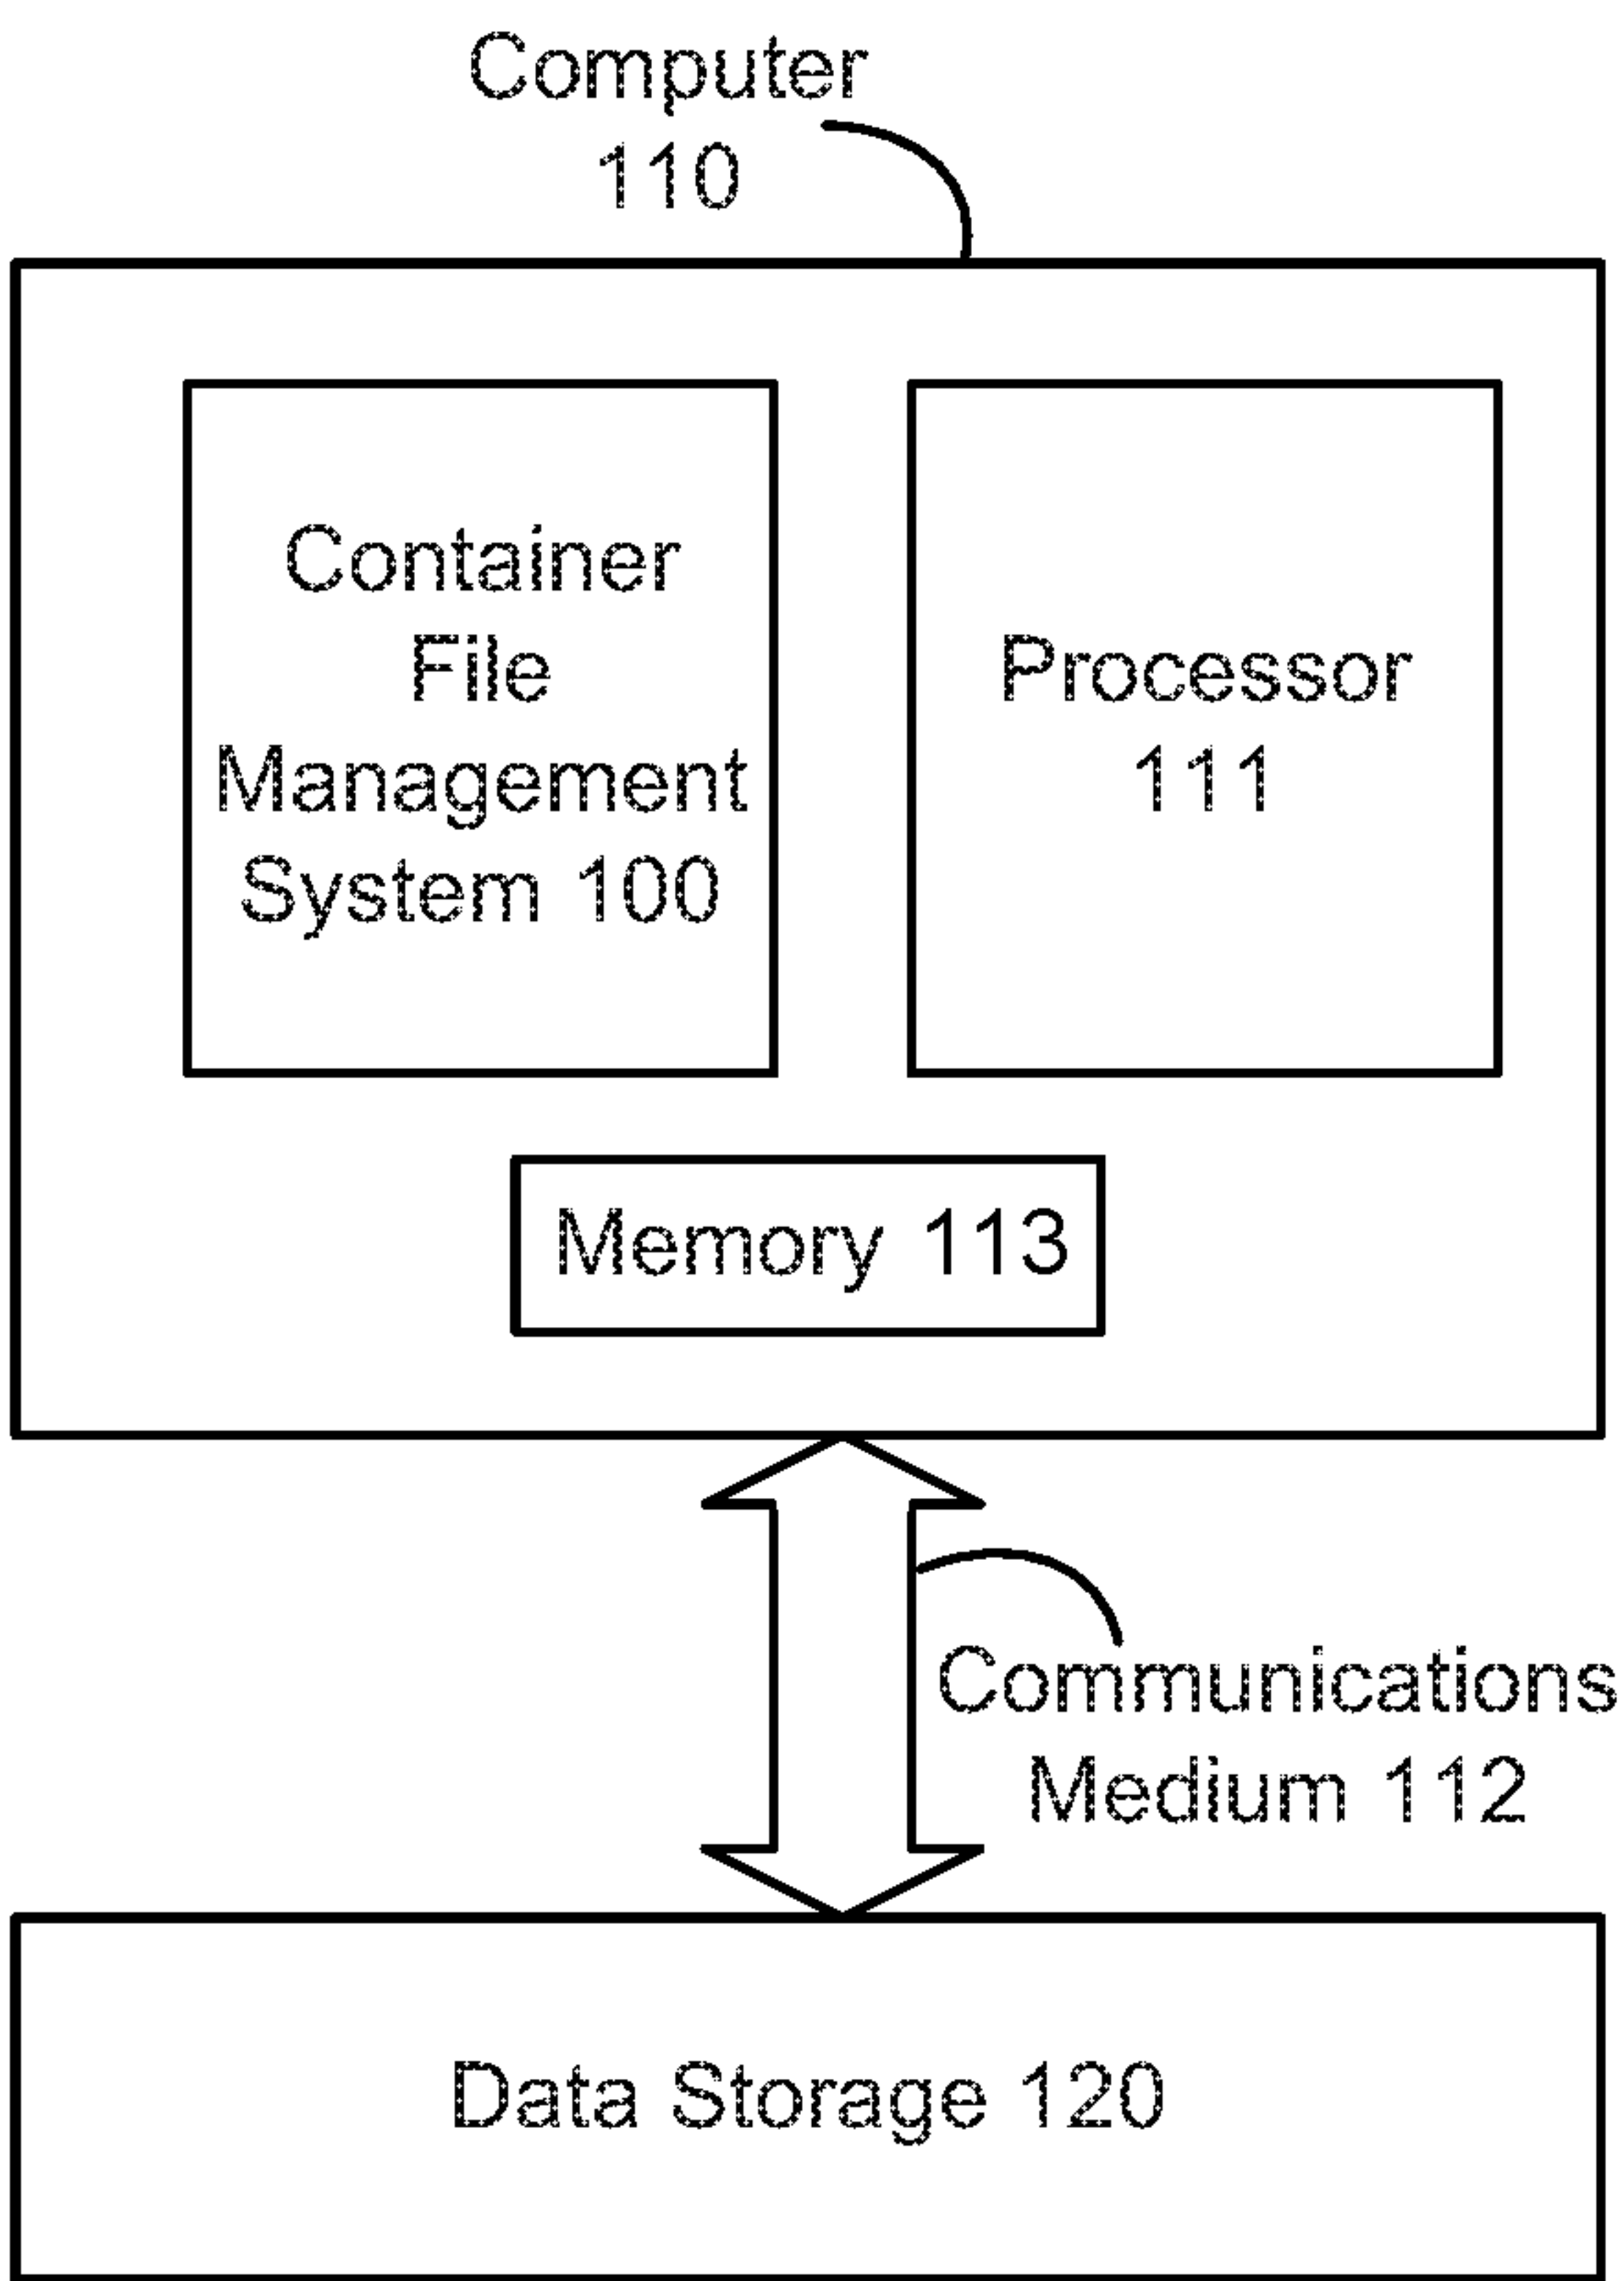 Computer
110
Container
File
Management
System 100
Processor
111
Memory 113
Communications
Medium 112
Data Storage 120